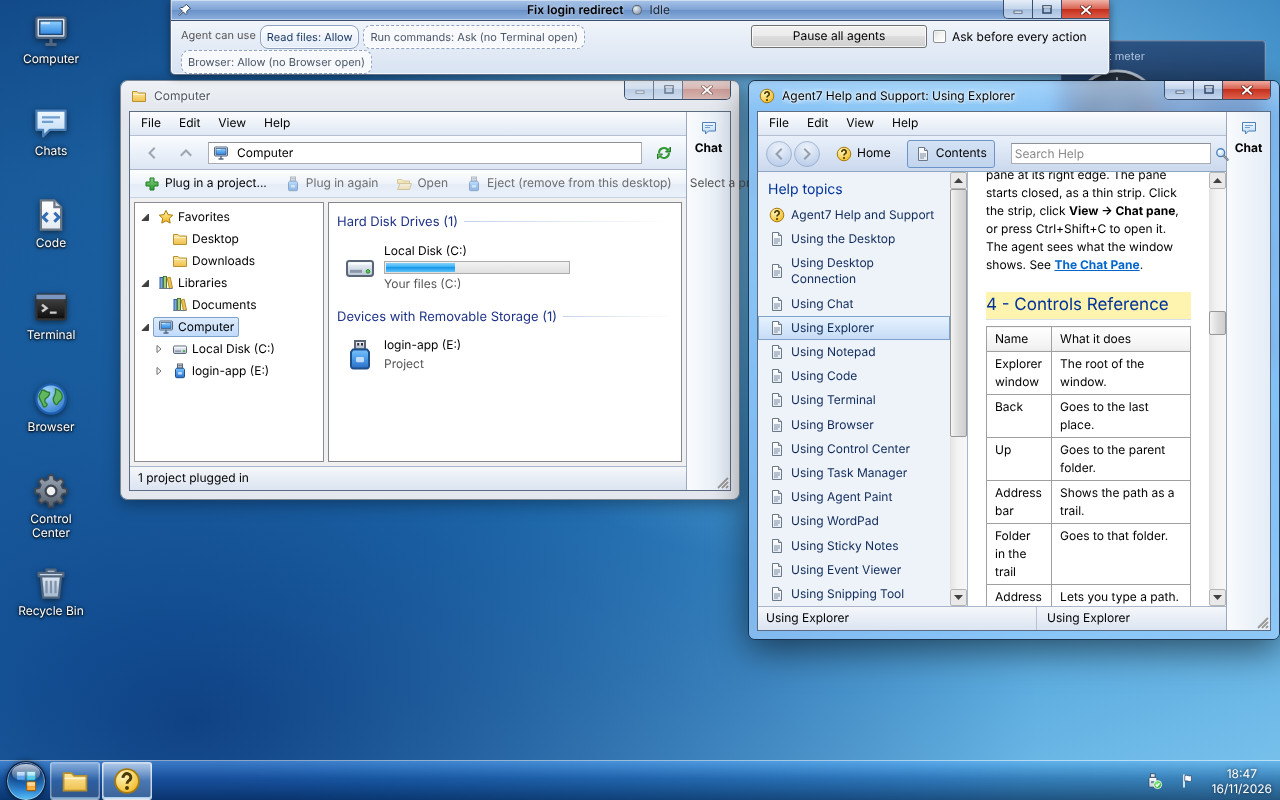 Computer
Chats
Code
Terminal
Browser
Control
Center
Recycle Bin
Fix login redirect Idle
Agent can use Read files: Allow Run commands: Ask (no Terminal open)
Browser: Allow (no Browser open)
Pause all agents Ask before every action
meter
Computer
File Edit View Help
Computer
Plug in a project... Plug in again Open Eject (remove from this desktop) Select a
Favorites
Desktop
Downloads
Libraries
Documents
Computer
Local Disk (C:)
login-app (E:)
Hard Disk Drives (1)
Local Disk (C:)
Your files (C:)
Devices with Removable Storage (1)
login-app (E:)
Project
1 project plugged in
Chat
Agent7 Help and Support: Using Explorer
File Edit View Help
Home Contents Search Help
Help topics
Agent7 Help and Support
Using the Desktop
Using Desktop
Connection
Using Chat
Using Explorer
Using Notepad
Using Code
Using Terminal
Using Browser
Using Control Center
Using Task Manager
Using Agent Paint
Using WordPad
Using Sticky Notes
Using Event Viewer
Using Snipping Tool
pane at its right edge. The pane
starts closed, as a thin strip. Click
the strip, click View → Chat pane,
or press Ctrl+Shift+C to open it.
The agent sees what the window
shows. See The Chat Pane.
4 - Controls Reference
Name What it does
Explorer window The root of the window.
Back Goes to the last place.
Up Goes to the parent folder.
Address bar Shows the path as a trail.
Folder in the trail Goes to that folder.
Address Lets you type a path.
Using Explorer Using Explorer
Chat
18:47
16/11/2026